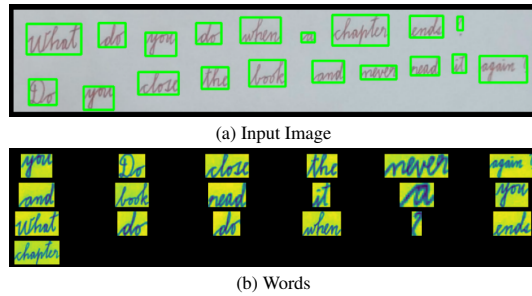 What do you do when a chapter ends ?
Do you close the book and never read it again !
(a) Input Image
you Do close the never again !
and book read it a you
What do do when ? ends
chapter
(b) Words